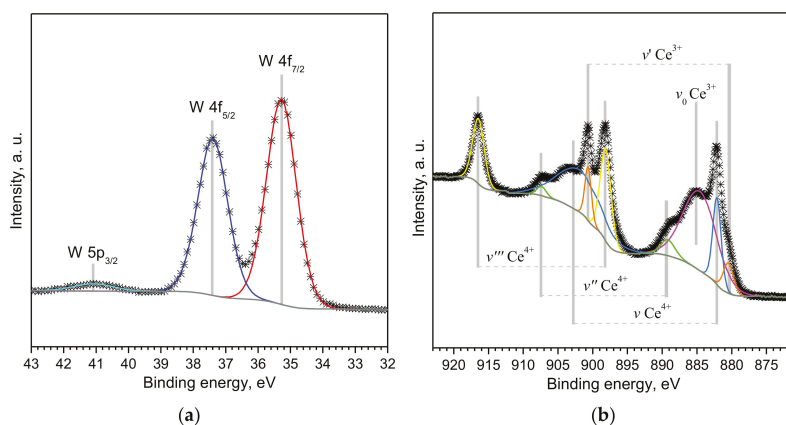 W 4f7/2
W 4f5/2
W 5p3/2
Intensity, a. u.
43 42 41 40 39 38 37 36 35 34 33 32
Binding energy, eV
(a)
v' Ce3+
v0 Ce3+
v''' Ce4+
v'' Ce4+
v Ce4+
Intensity, a. u.
920 915 910 905 900 895 890 885 880 875
Binding energy, eV
(b)